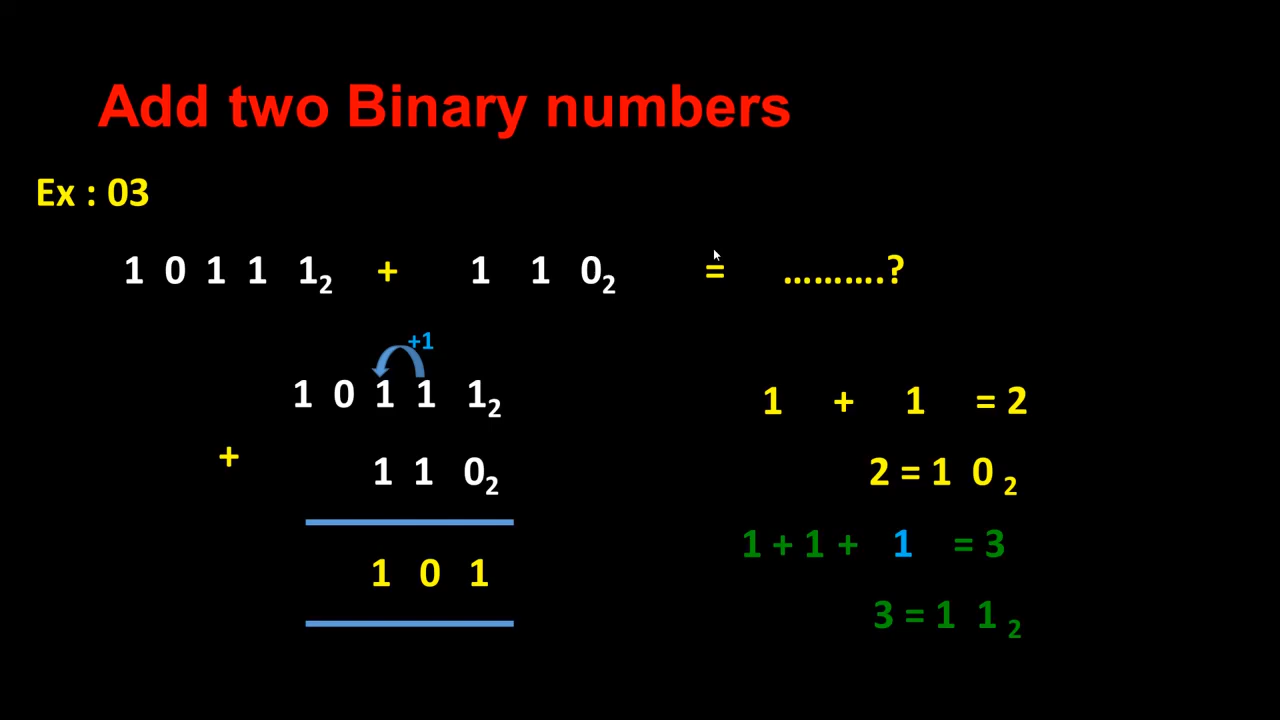 Add two Binary numbers
Ex : 03
1 0 1 1 1₂ + 1 1 0₂ = ……….?
+1
1 0 1 1 1₂
+
1 1 0₂
1 0 1
1 + 1 = 2
2 = 1 0 ₂
1 + 1 + 1 = 3
3 = 1 1 ₂